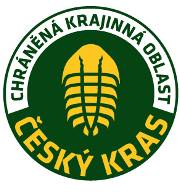 CHRÁNĚNÁ KRAJINNÁ OBLAST
ČESKÝ KRAS